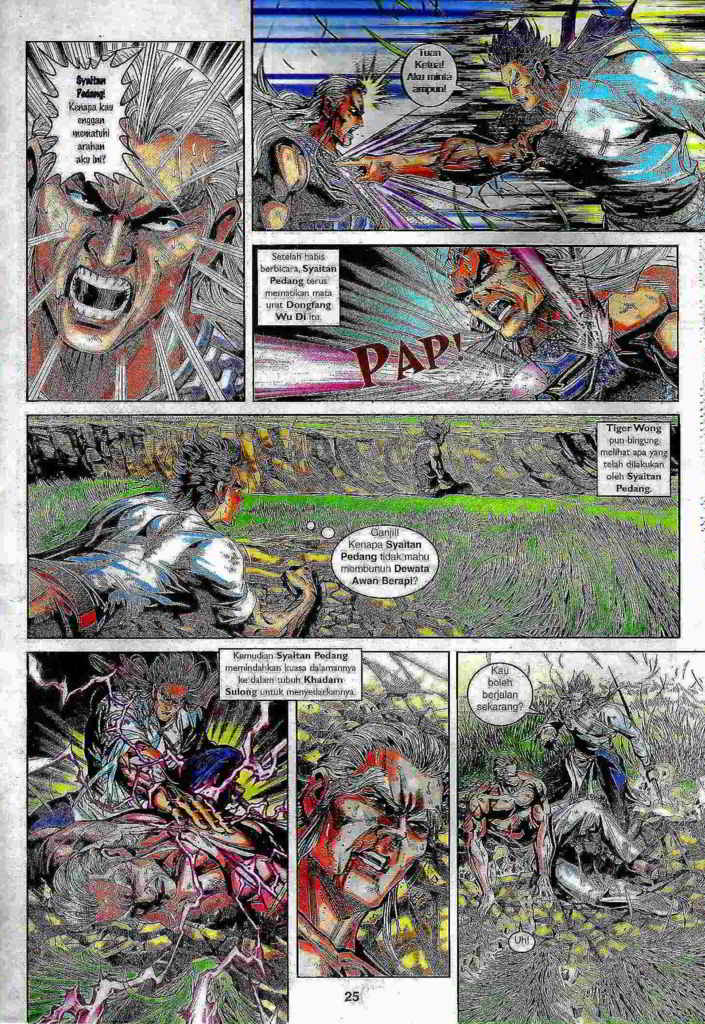 Syaitan
Pedang!
Kenapa kau
enggan
mematuhi
arahan
aku ini?
Tuan
Ketua!
Aku minta
ampun!
Setelah habis
berbicara, Syaitan
Pedang terus
mematikan mata
urat Dongfang
Wu Di itu.
PAP!
Tiger Wong
pun bingung,
melihat apa yang
telah dilakukan
oleh Syaitan
Pedang.
Ganjil!
Kenapa Syaitan
Pedang tidak mahu
membunuh Dewata
Awan Berapi?
Kemudian Syaitan Pedang
memindahkan kuasa dalamannya
ke dalam tubuh Khadam
Sulong untuk menyedarkannya.
Kau
boleh
berjalan
sekarang?
Uh!
25